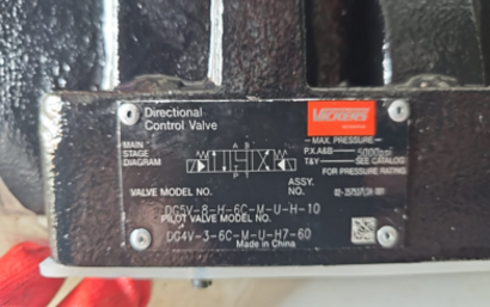 Directional
Control Valve
VICKERS
MAIN
STAGE
DIAGRAM
A B
P T
MAX. PRESSURE
P.X.A&B 5000psi
T&Y SEE CATALOG
FOR PRESSURE RATING
VALVE MODEL NO.
ASSY.
NO.
DG5V-8-H-6C-M-U-H-10
PILOT VALVE MODEL NO.
DG4V-3-6C-M-U-H7-60
Made in China